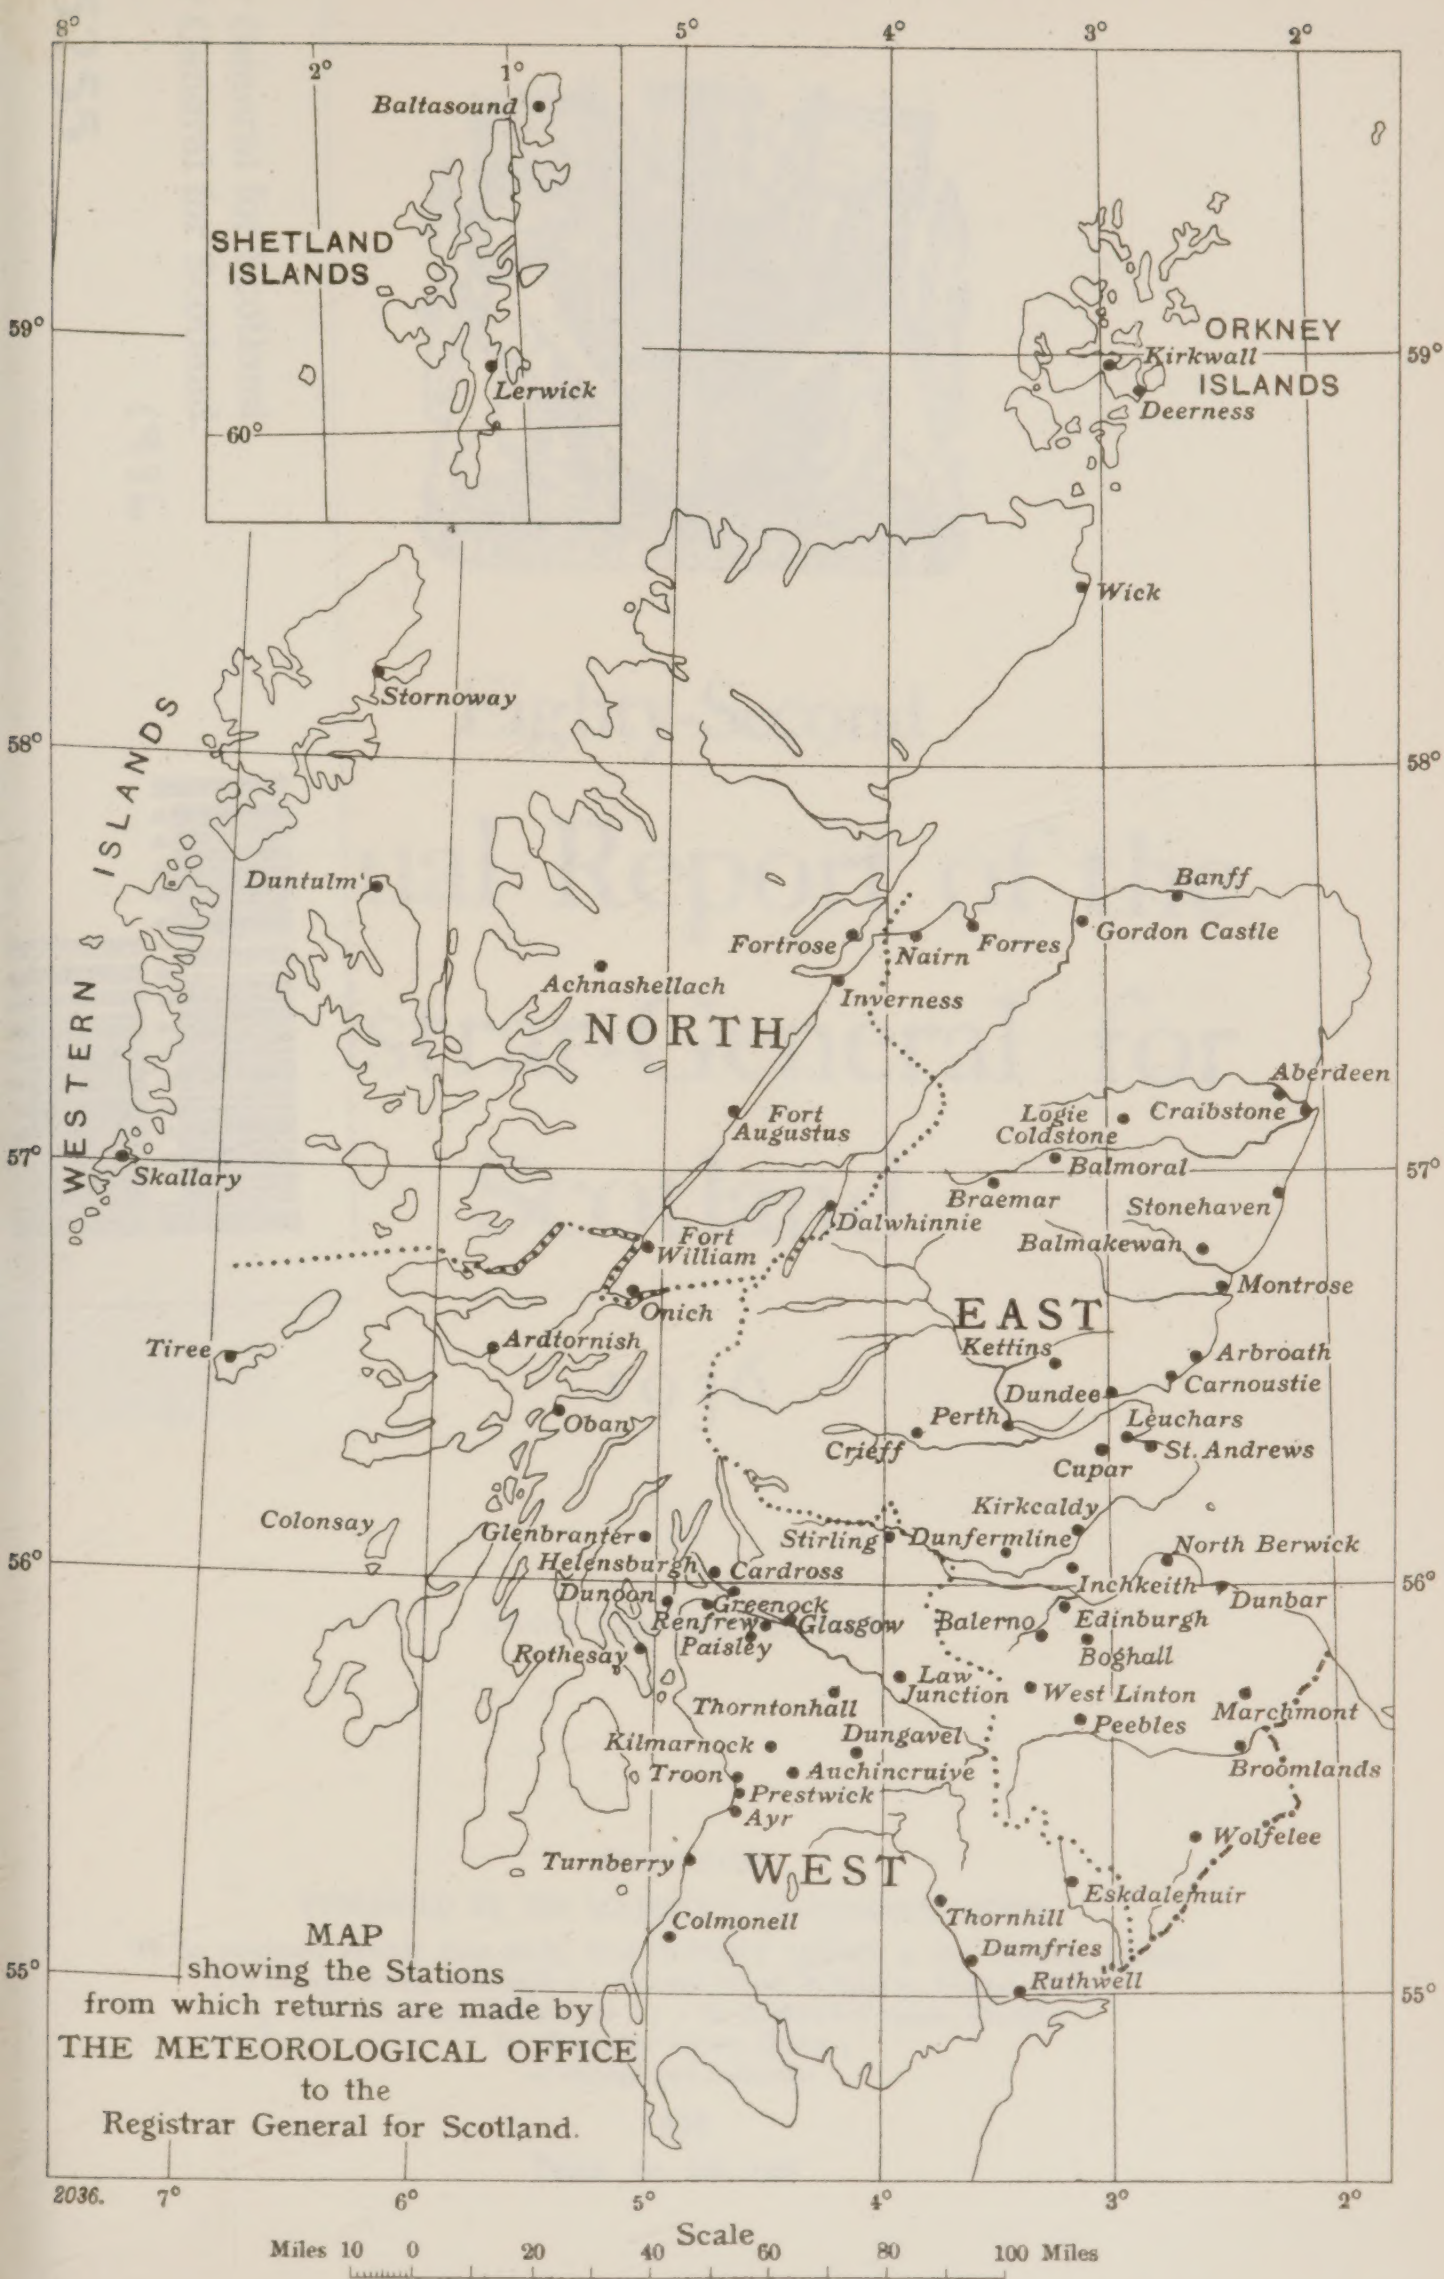 8° 5° 4° 3° 2°
2° 1°
Baltasound
SHETLAND
ISLANDS
59°
ORKNEY
Kirkwall
59°
ISLANDS
Lerwick
Deerness
60°
Wick
Stornoway
58°
58°
WESTERN ISLANDS
Duntulm
Banff
Fortrose
Nairn
Forres
Gordon Castle
Achnashellach
Inverness
NORTH
Aberdeen
Fort
Augustus
Logie
Coldstone
Craibstone
57°
Skallary
Balmoral
57°
Braemar
Stonehaven
Dalwhinnie
Fort
William
Balmakewan
Onich
Montrose
EAST
Tiree
Ardtornish
Kettins
Arbroath
Dundee
Carnoustie
Oban
Perth
Leuchars
Crieff
St. Andrews
Cupar
Colonsay
Kirkcaldy
Glenbranter
Stirling
Dunfermline
North Berwick
56°
Helensburgh
Cardross
Inchkeith
56°
Dunoon
Greenock
Dunbar
Renfrew
Glasgow
Balerno
Edinburgh
Rothesay
Paisley
Boghall
Law
Junction
West Linton
Thorntonhall
Marchmont
Peebles
Kilmarnock
Dungavel
Troon
Auchincruive
Broomlands
Prestwick
Ayr
Wolfelee
Turnberry
WEST
Eskdalemuir
Colmonell
Thornhill
Dumfries
Ruthwell
55°
55°
MAP
showing the Stations
from which returns are made by
THE METEOROLOGICAL OFFICE
to the
Registrar General for Scotland.
2036. 7° 6° 5° 4° 3° 2°
Scale
Miles 10 0 20 40 60 80 100 Miles